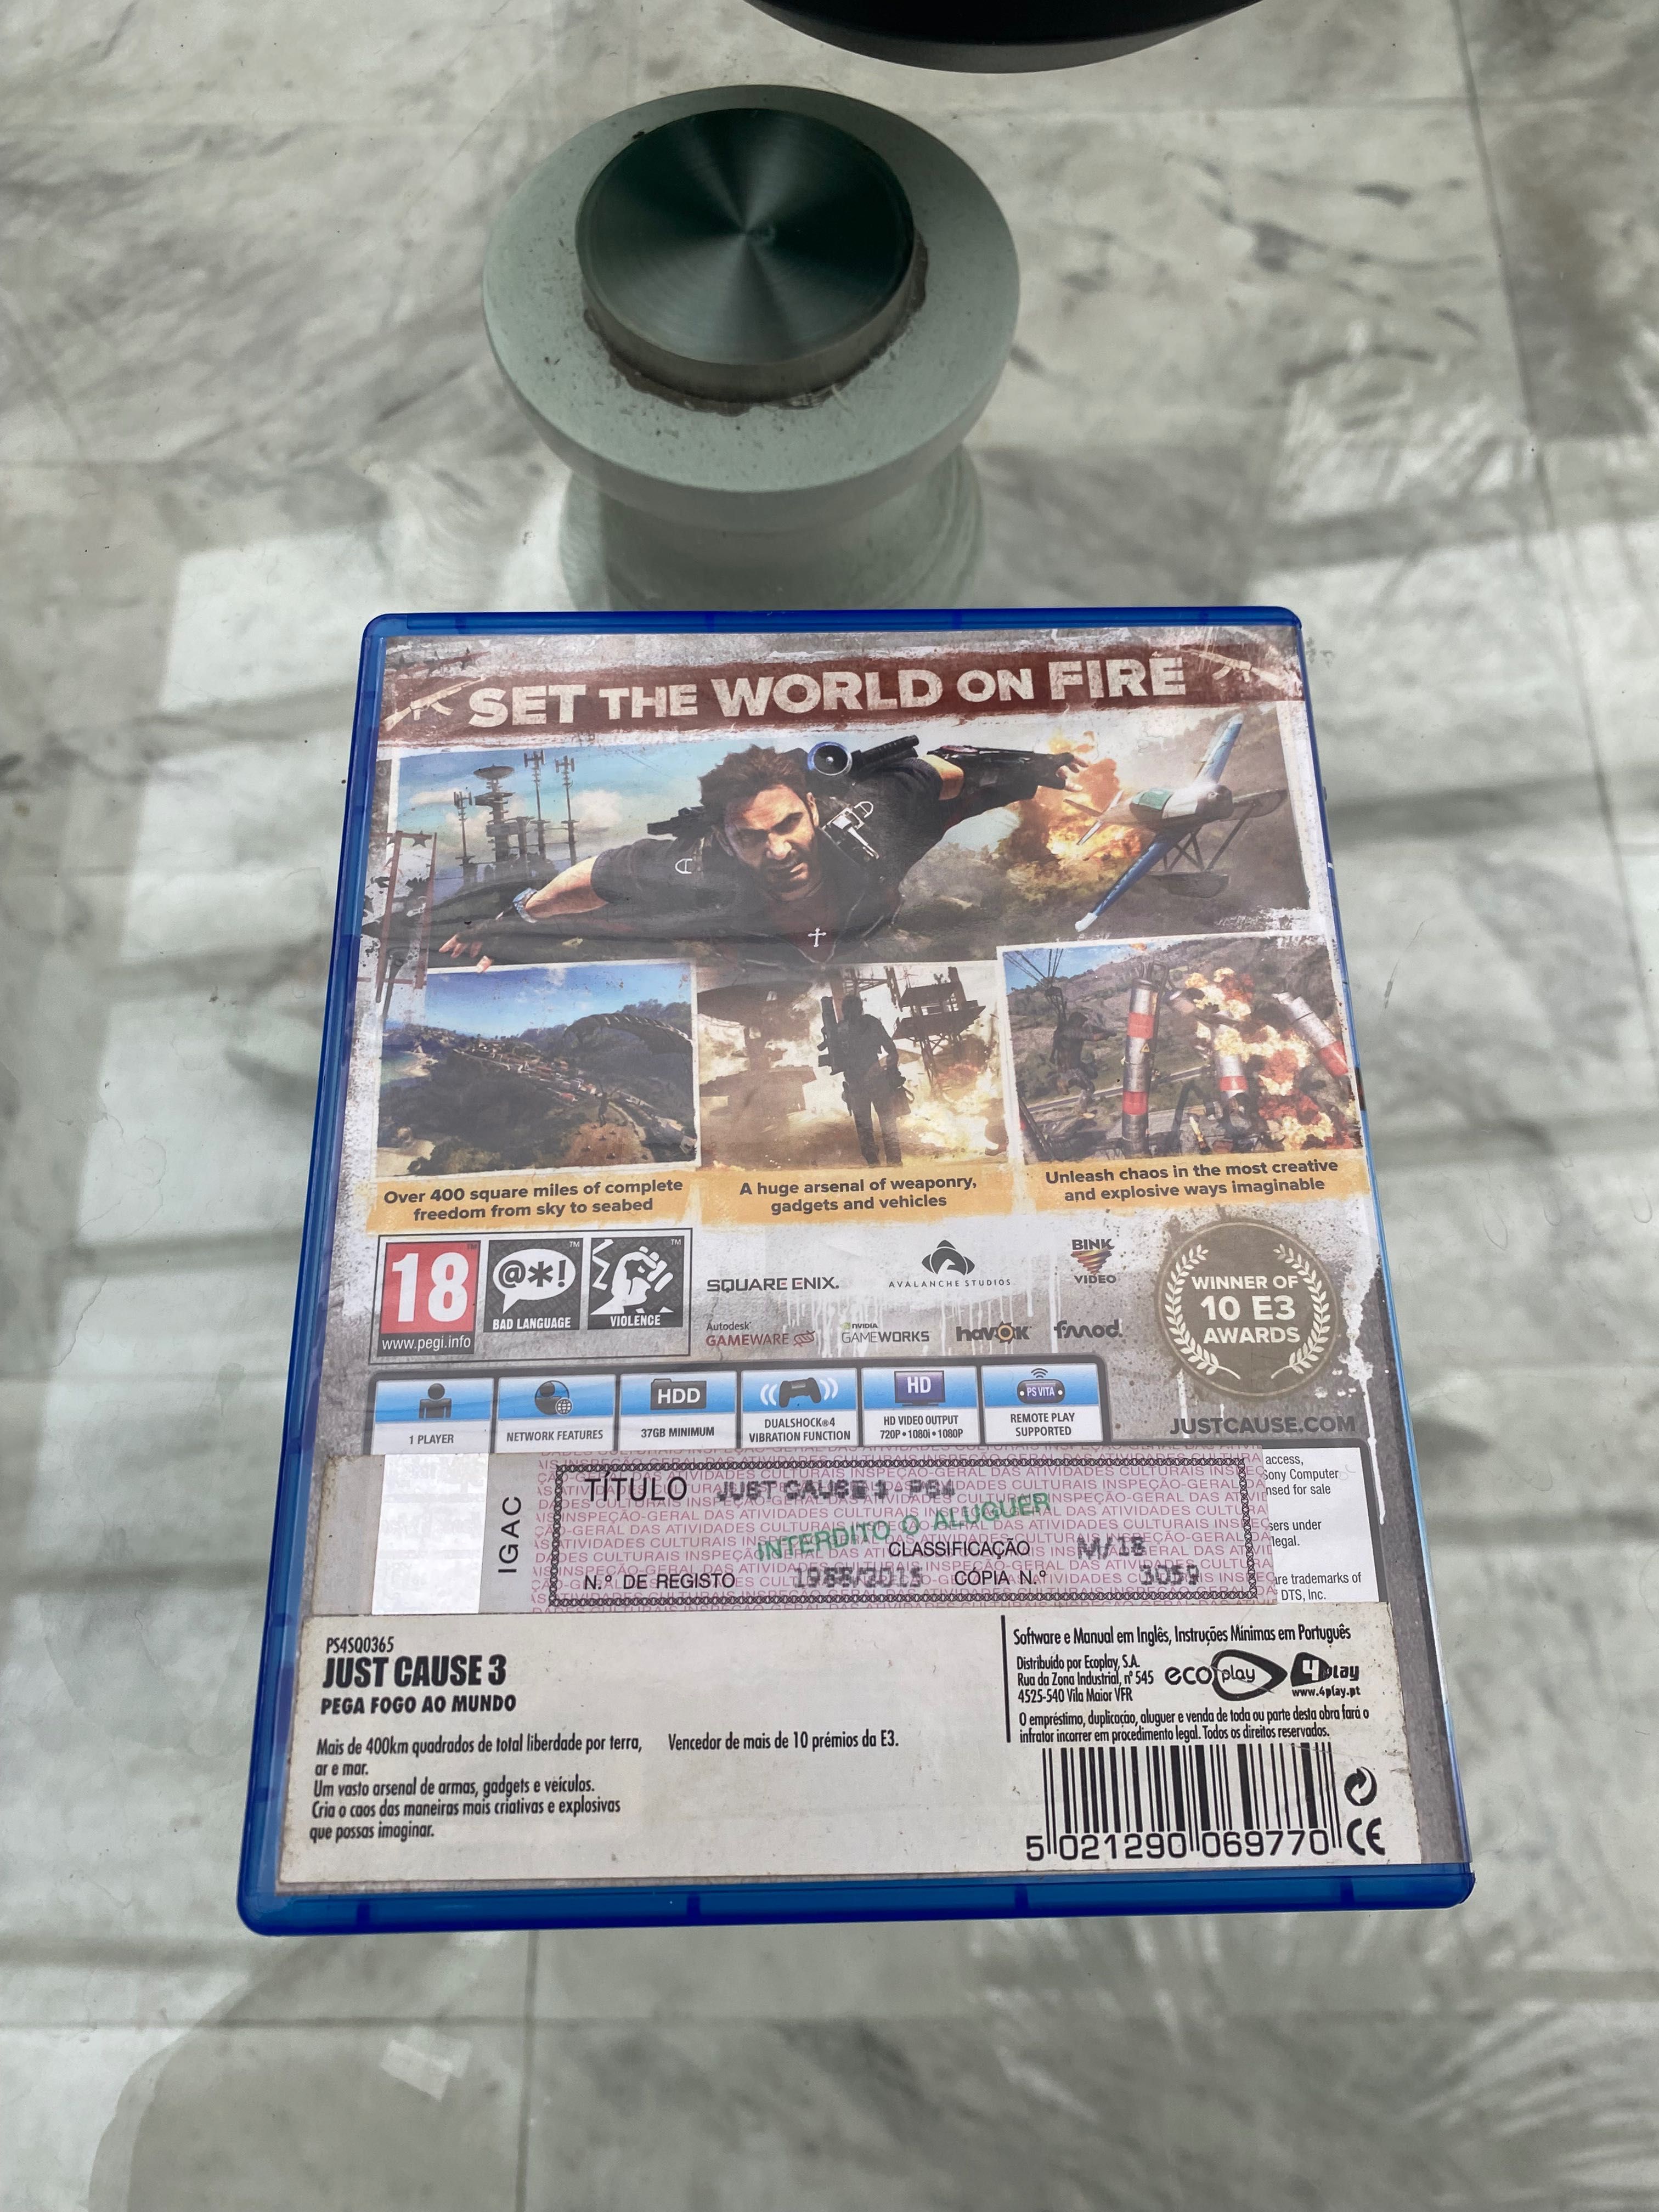 SET THE WORLD ON FIRE
Over 400 square miles of complete
freedom from sky to seabed
A huge arsenal of weaponry,
gadgets and vehicles
Unleash chaos in the most creative
and explosive ways imaginable
18
www.pegi.info
@*!
BAD LANGUAGE
VIOLENCE
SQUARE ENIX.
AVALANCHE STUDIOS
BINK
VIDEO
Autodesk
GAMEWARE
NVIDIA
GAMEWORKS
havok
fmod
WINNER OF
10 E3
AWARDS
JUSTCAUSE.COM
1 PLAYER
NETWORK FEATURES
HDD
37GB MINIMUM
DUALSHOCK®4
VIBRATION FUNCTION
HD
HD VIDEO OUTPUT
720P • 1080i • 1080P
PS VITA
REMOTE PLAY
SUPPORTED
IGAC
TÍTULO JUST CAUSE 3 PS4
INTERDITO O ALUGUER
CLASSIFICAÇÃO M/18
N.º DE REGISTO CÓPIA N.º
INSPEÇÃO-GERAL DAS ATIVIDADES CULTURAIS
access,
Sony Computer
nsed for sale
sers under
legal.
are trademarks of
DTS, Inc.
PS4SQ0365
JUST CAUSE 3
PEGA FOGO AO MUNDO
Mais de 400km quadrados de total liberdade por terra,
ar e mar.
Um vasto arsenal de armas, gadgets e veículos.
Cria o caos das maneiras mais criativas e explosivas
que possas imaginar.
Vencedor de mais de 10 prémios da E3.
Software e Manual em Inglês, Instruções Mínimas em Português
Distribuído por Ecoplay, S.A.
Rua da Zona Industrial, nº 545
4525-540 Vila Maior VFR
ecoplay
4play
www.4play.pt
O empréstimo, duplicação, aluguer e venda de toda ou parte desta obra fará o
infrator incorrer em procedimento legal. Todos os direitos reservados.
5 021290 069770
CE